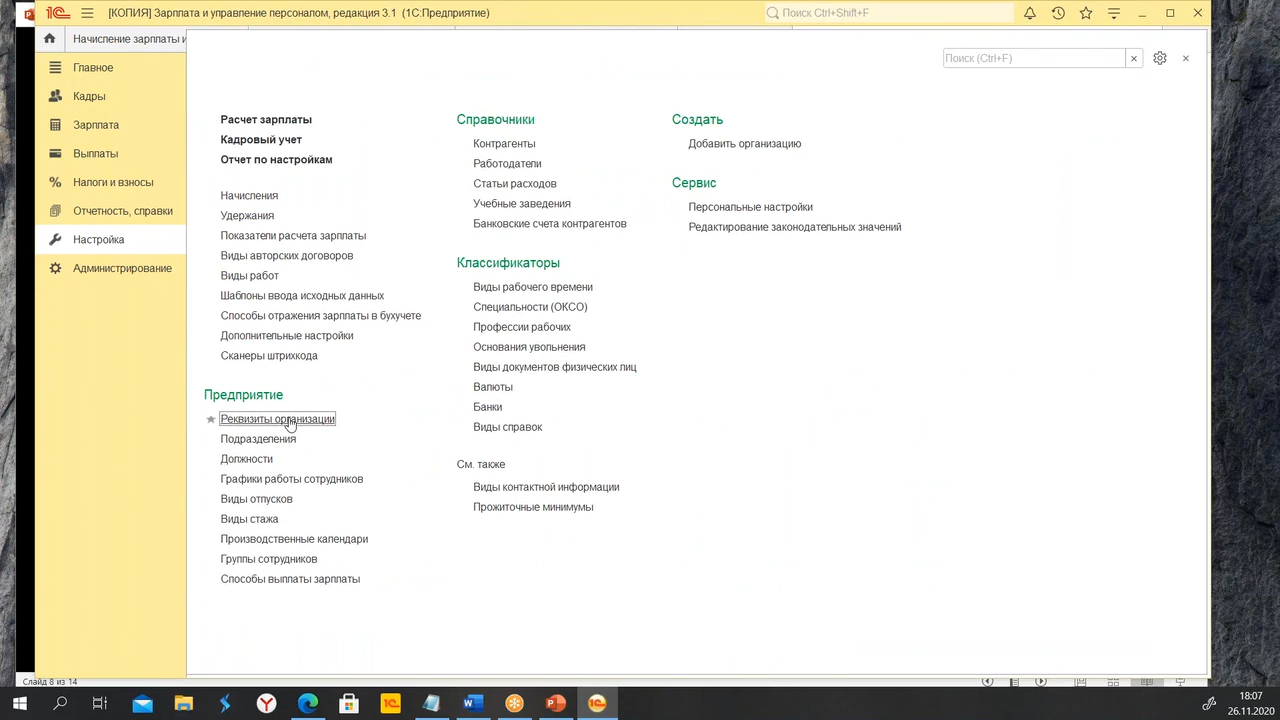 [КОПИЯ] Зарплата и управление персоналом, редакция 3.1 (1С:Предприятие)
Поиск Ctrl+Shift+F
Начисление зарплаты и
Поиск (Ctrl+F)
Главное
Кадры
Зарплата
Выплаты
Налоги и взносы
Отчетность, справки
Настройка
Администрирование
Расчет зарплаты
Кадровый учет
Отчет по настройкам
Начисления
Удержания
Показатели расчета зарплаты
Виды авторских договоров
Виды работ
Шаблоны ввода исходных данных
Способы отражения зарплаты в бухучете
Дополнительные настройки
Сканеры штрихкода
Предприятие
Реквизиты организации
Подразделения
Должности
Графики работы сотрудников
Виды отпусков
Виды стажа
Производственные календари
Группы сотрудников
Способы выплаты зарплаты
Справочники
Контрагенты
Работодатели
Статьи расходов
Учебные заведения
Банковские счета контрагентов
Классификаторы
Виды рабочего времени
Специальности (ОКСО)
Профессии рабочих
Основания увольнения
Виды документов физических лиц
Валюты
Банки
Виды справок
См. также
Виды контактной информации
Прожиточные минимумы
Создать
Добавить организацию
Сервис
Персональные настройки
Редактирование законодательных значений
Слайд 8 из 14
18:07
26.11.2020